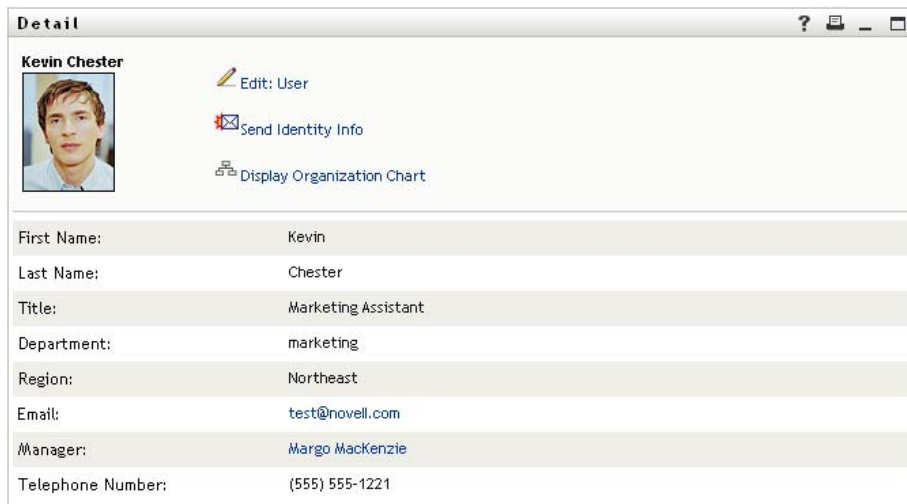 Detail ?
Kevin Chester
Edit: User
Send Identity Info
Display Organization Chart
First Name: Kevin
Last Name: Chester
Title: Marketing Assistant
Department: marketing
Region: Northeast
Email: test@novell.com
Manager: Margo MacKenzie
Telephone Number: (555) 555-1221